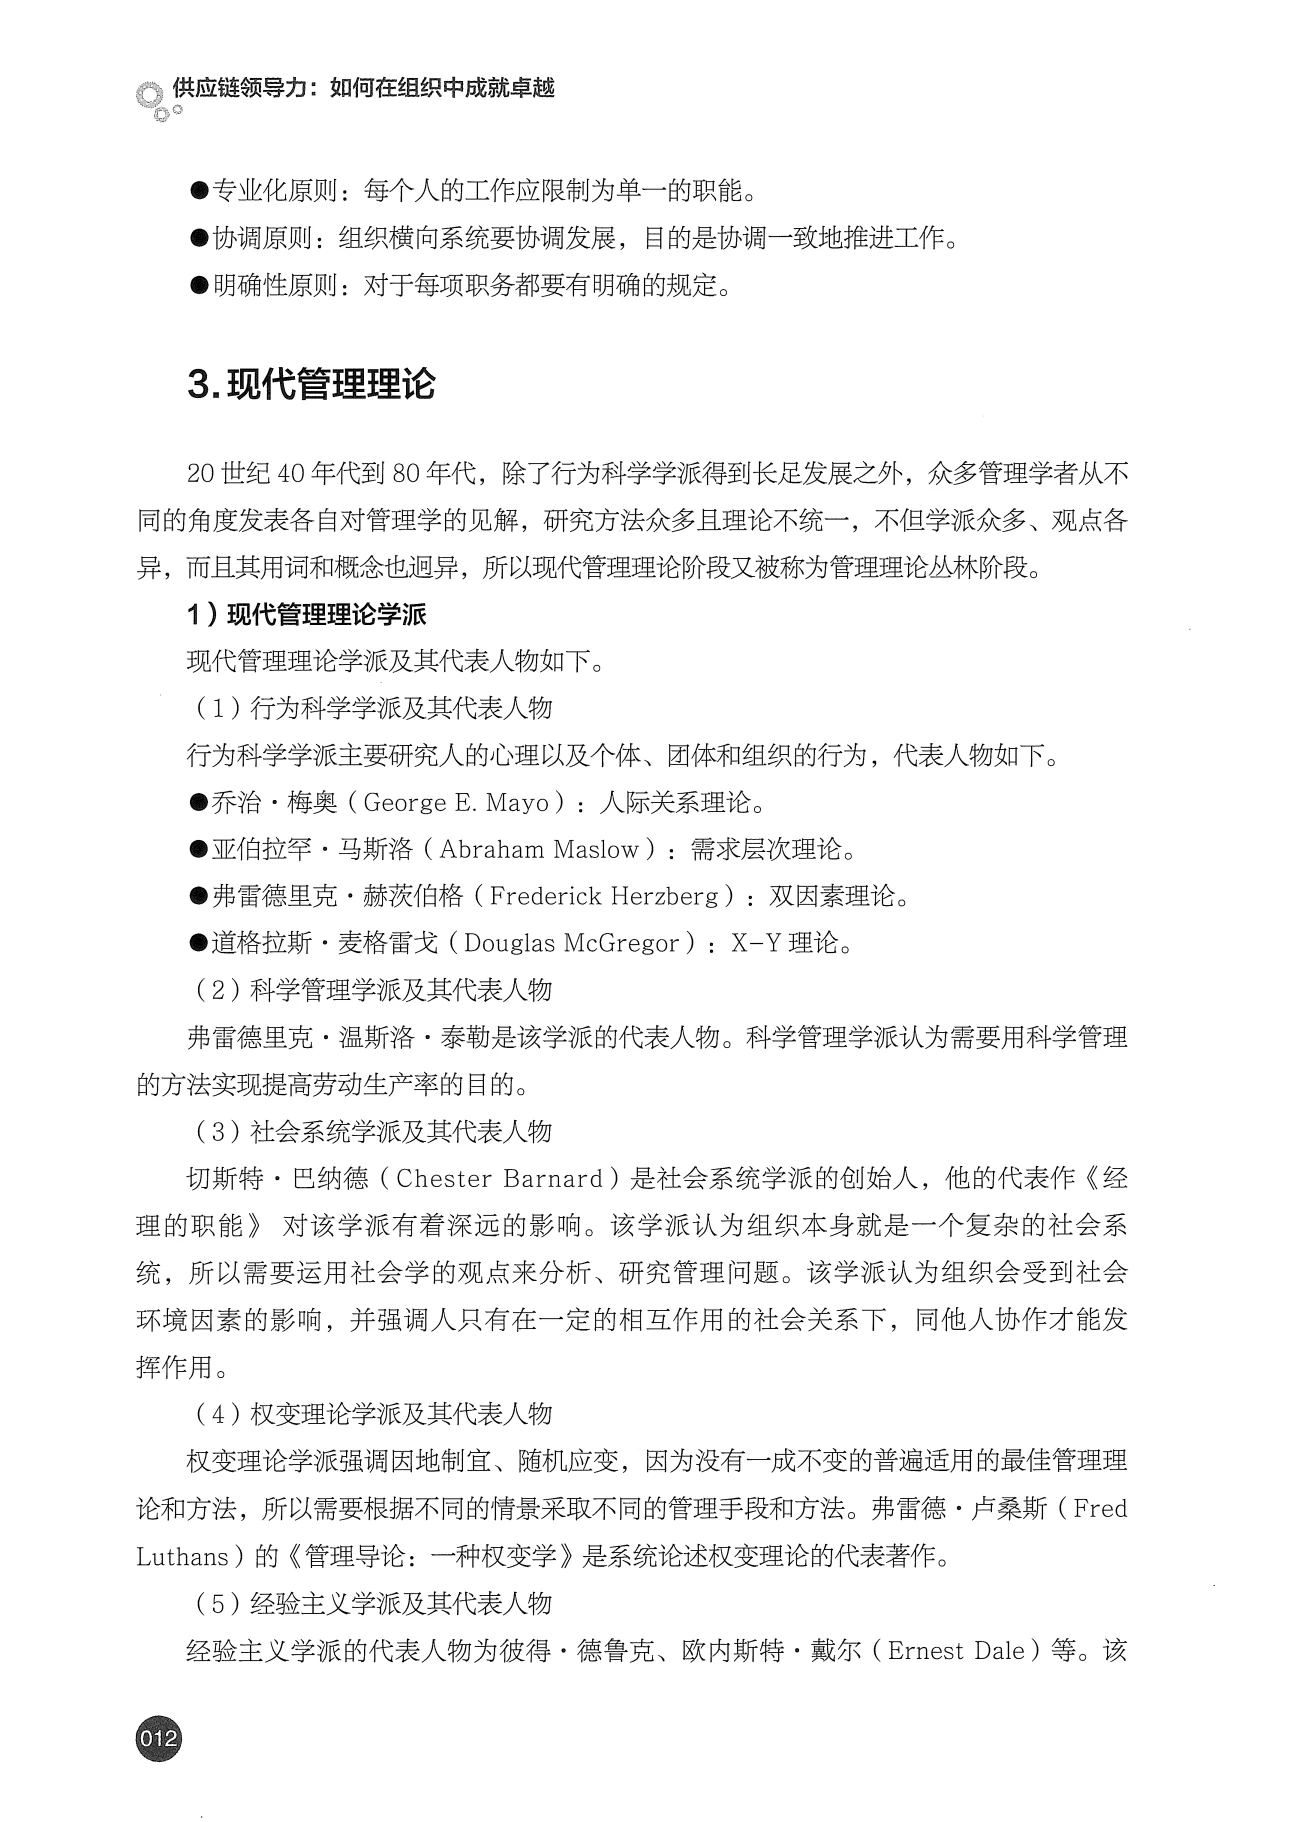 供应链领导力：如何在组织中成就卓越
●专业化原则：每个人的工作应限制为单一的职能。
●协调原则：组织横向系统要协调发展，目的是协调一致地推进工作。
●明确性原则：对于每项职务都要有明确的规定。
3.现代管理理论
20 世纪 40 年代到 80 年代，除了行为科学学派得到长足发展之外，众多管理学者从不
同的角度发表各自对管理学的见解，研究方法众多且理论不统一，不但学派众多、观点各
异，而且其用词和概念也迥异，所以现代管理理论阶段又被称为管理理论丛林阶段。
1）现代管理理论学派
现代管理理论学派及其代表人物如下。
（1）行为科学学派及其代表人物
行为科学学派主要研究人的心理以及个体、团体和组织的行为，代表人物如下。
●乔治·梅奥（George E. Mayo）：人际关系理论。
●亚伯拉罕·马斯洛（Abraham Maslow）：需求层次理论。
●弗雷德里克·赫茨伯格（Frederick Herzberg）：双因素理论。
●道格拉斯·麦格雷戈（Douglas McGregor）：X–Y 理论。
（2）科学管理学派及其代表人物
弗雷德里克·温斯洛·泰勒是该学派的代表人物。科学管理学派认为需要用科学管理
的方法实现提高劳动生产率的目的。
（3）社会系统学派及其代表人物
切斯特·巴纳德（Chester Barnard）是社会系统学派的创始人，他的代表作《经
理的职能》 对该学派有着深远的影响。该学派认为组织本身就是一个复杂的社会系
统，所以需要运用社会学的观点来分析、研究管理问题。该学派认为组织会受到社会
环境因素的影响，并强调人只有在一定的相互作用的社会关系下，同他人协作才能发
挥作用。
（4）权变理论学派及其代表人物
权变理论学派强调因地制宜、随机应变，因为没有一成不变的普遍适用的最佳管理理
论和方法，所以需要根据不同的情景采取不同的管理手段和方法。弗雷德·卢桑斯（Fred
Luthans）的《管理导论：一种权变学》是系统论述权变理论的代表著作。
（5）经验主义学派及其代表人物
经验主义学派的代表人物为彼得·德鲁克、欧内斯特·戴尔（Ernest Dale）等。该
012